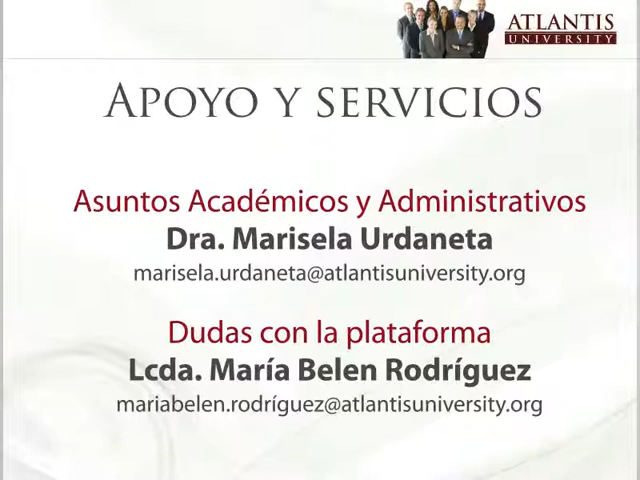 ATLANTIS
UNIVERSITY
APOYO Y SERVICIOS
Asuntos Académicos y Administrativos
Dra. Marisela Urdaneta
marisela.urdaneta@atlantisuniversity.org
Dudas con la plataforma
Lcda. María Belen Rodríguez
mariabelen.rodríguez@atlantisuniversity.org